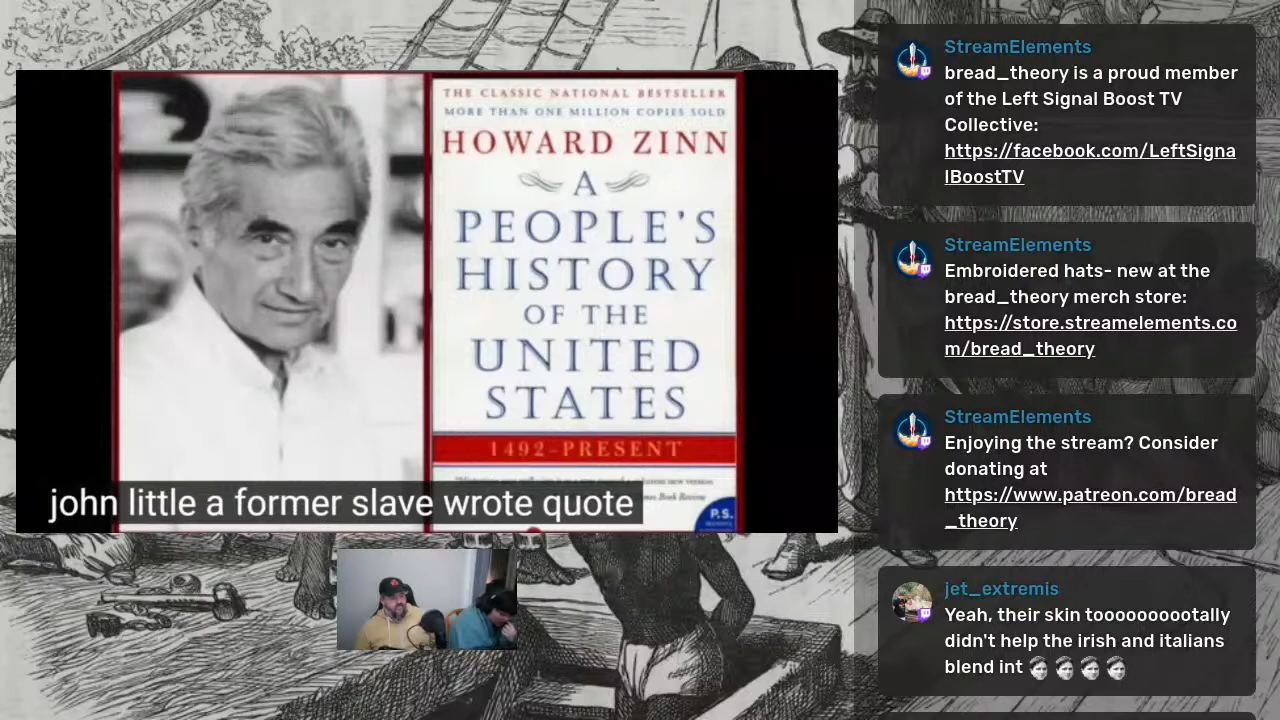 THE CLASSIC NATIONAL BESTSELLER
MORE THAN ONE MILLION COPIES SOLD
HOWARD ZINN
A
PEOPLE'S
HISTORY
OF THE
UNITED
STATES
1492–PRESENT
Book Review
P.S.
john little a former slave wrote quote
StreamElements
bread_theory is a proud member
of the Left Signal Boost TV
Collective:
https://facebook.com/LeftSigna
lBoostTV
StreamElements
Embroidered hats- new at the
bread_theory merch store:
https://store.streamelements.co
m/bread_theory
StreamElements
Enjoying the stream? Consider
donating at
https://www.patreon.com/bread
_theory
jet_extremis
Yeah, their skin toooooooootally
didn't help the irish and italians
blend int